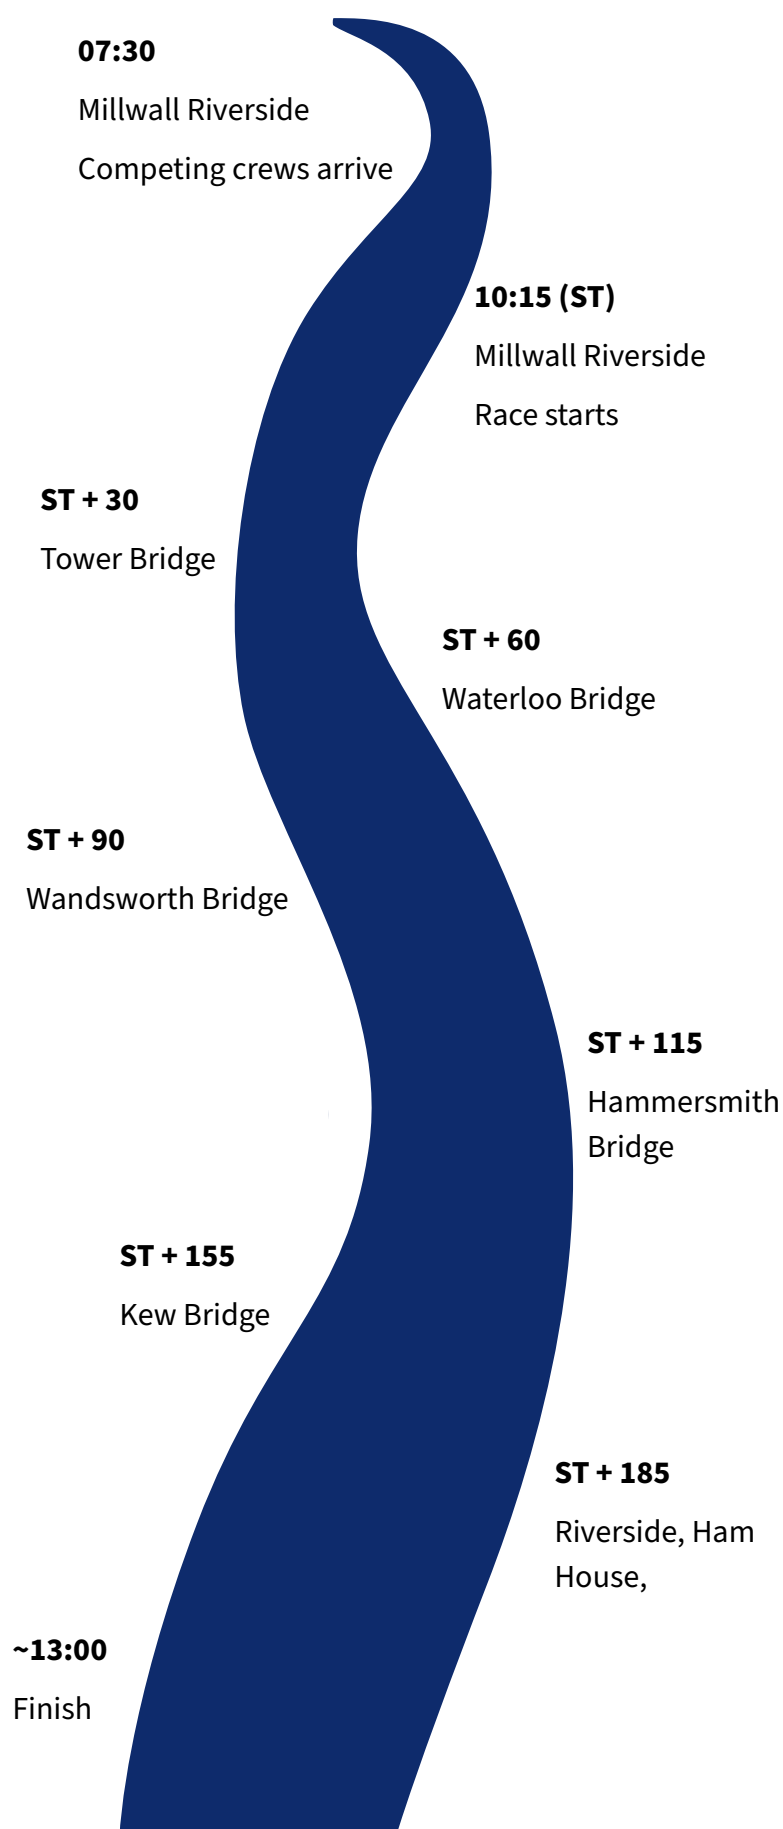 07:30
Millwall Riverside
Competing crews arrive
10:15 (ST)
Millwall Riverside
Race starts
ST + 30
Tower Bridge
ST + 60
Waterloo Bridge
ST + 90
Wandsworth Bridge
ST + 115
Hammersmith
Bridge
ST + 155
Kew Bridge
ST + 185
Riverside, Ham
House,
~13:00
Finish